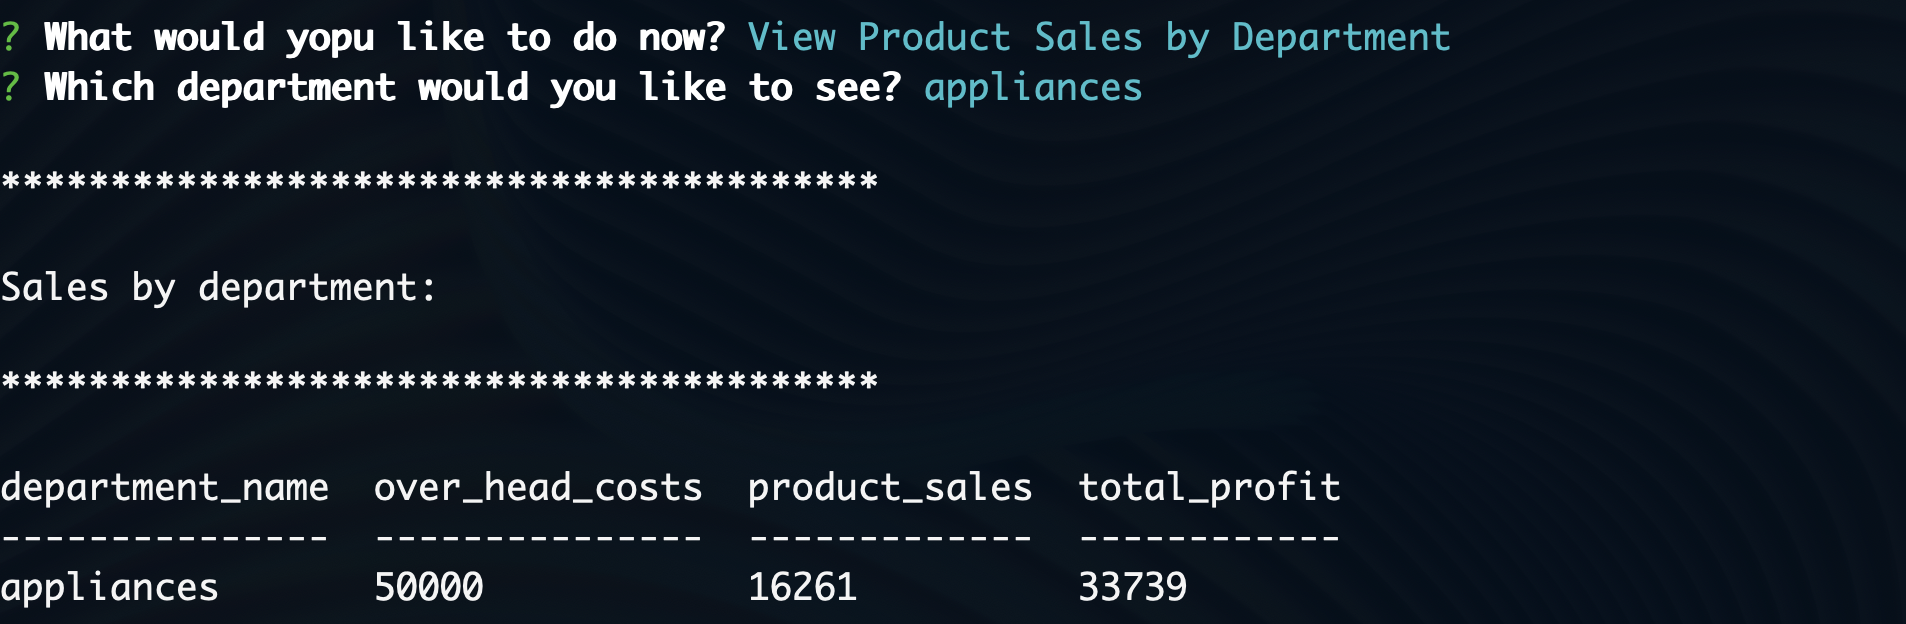 ? What would yopu like to do now? View Product Sales by Department
? Which department would you like to see? appliances
****************************************
Sales by department:
****************************************
department_name  over_head_costs  product_sales  total_profit
---------------  ---------------  -------------  ------------
appliances       50000            16261          33739